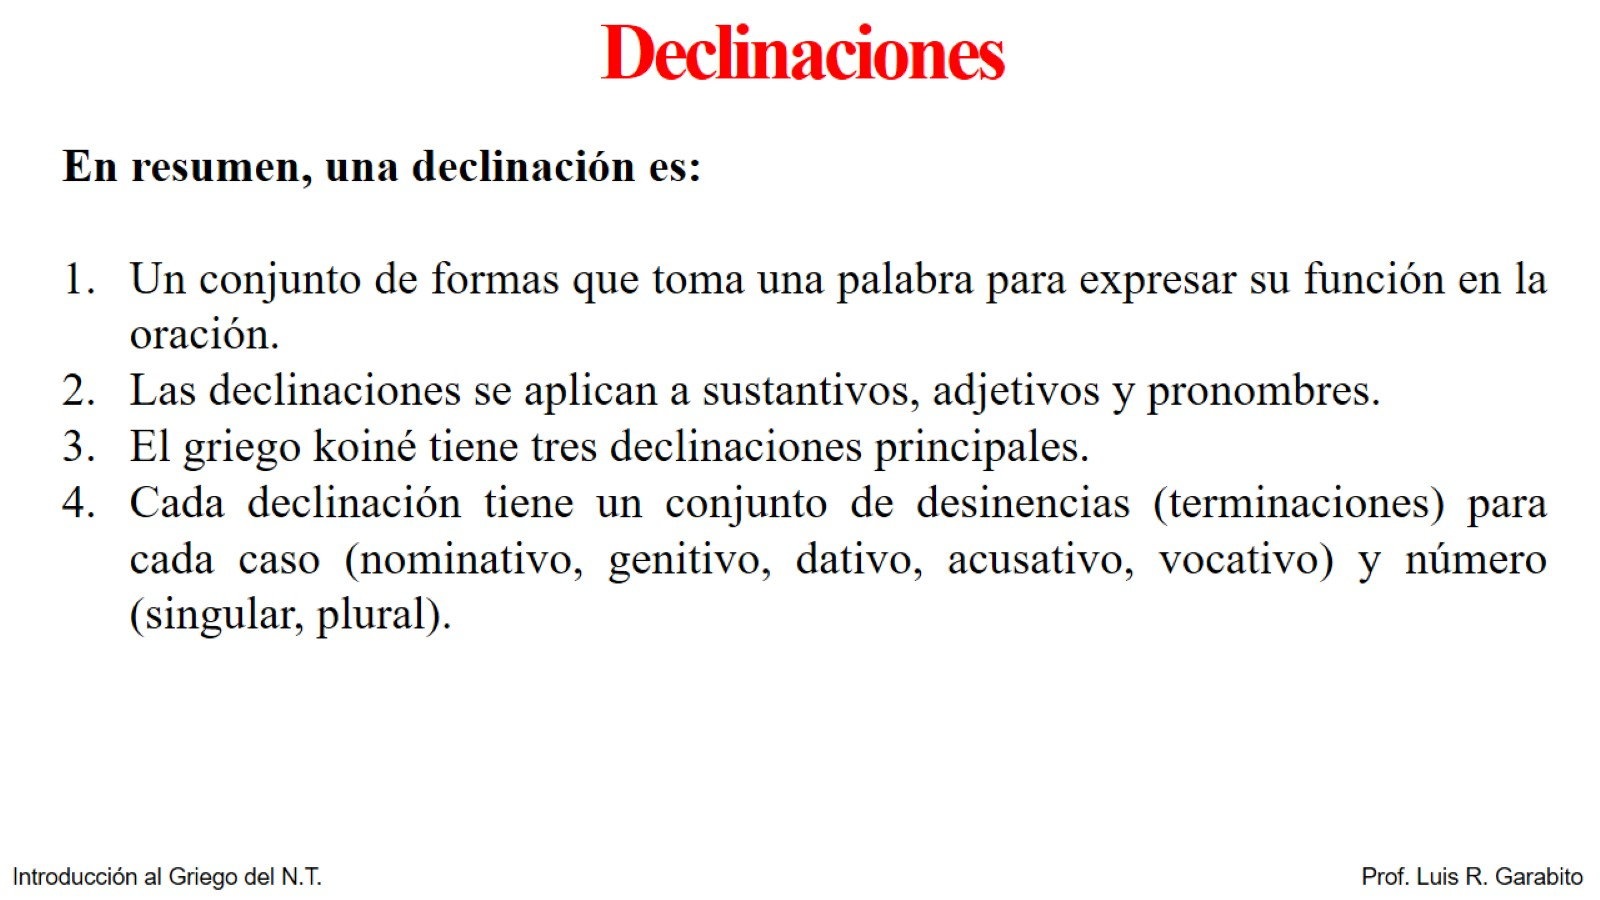 Declinaciones
En resumen, una declinación es:
1. Un conjunto de formas que toma una palabra para expresar su función en la
oración.
2. Las declinaciones se aplican a sustantivos, adjetivos y pronombres.
3. El griego koiné tiene tres declinaciones principales.
4. Cada declinación tiene un conjunto de desinencias (terminaciones) para
cada caso (nominativo, genitivo, dativo, acusativo, vocativo) y número
(singular, plural).
Introducción al Griego del N.T.
Prof. Luis R. Garabito